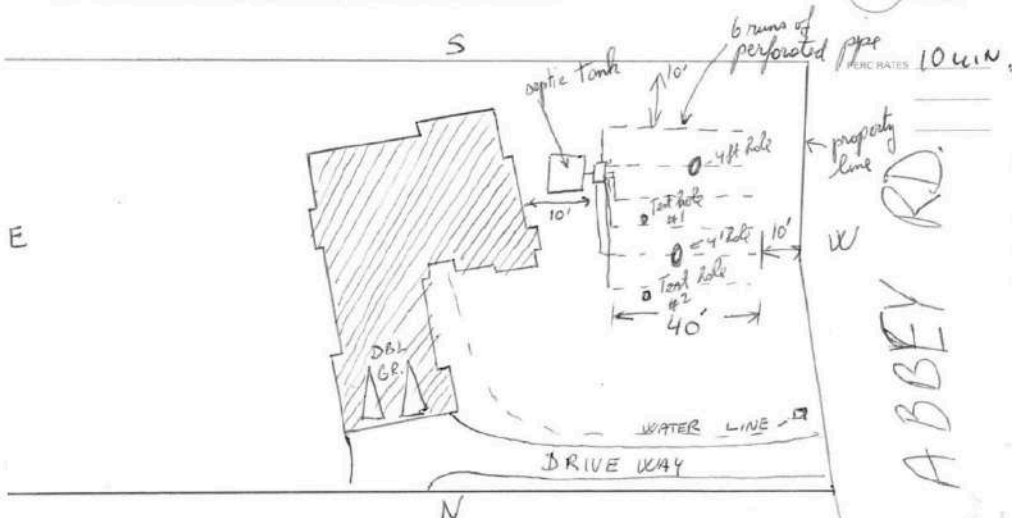 S
6 runs of
perforated pipe
PERC RATES 10 MIN.
septic tank
10'
property
line
4ft hole
10'
Test hole
#1
4' hole
10'
E
W
Test hole
#2
40'
DBL
GR.
WATER LINE
DRIVE WAY
N
ABBEY RD.